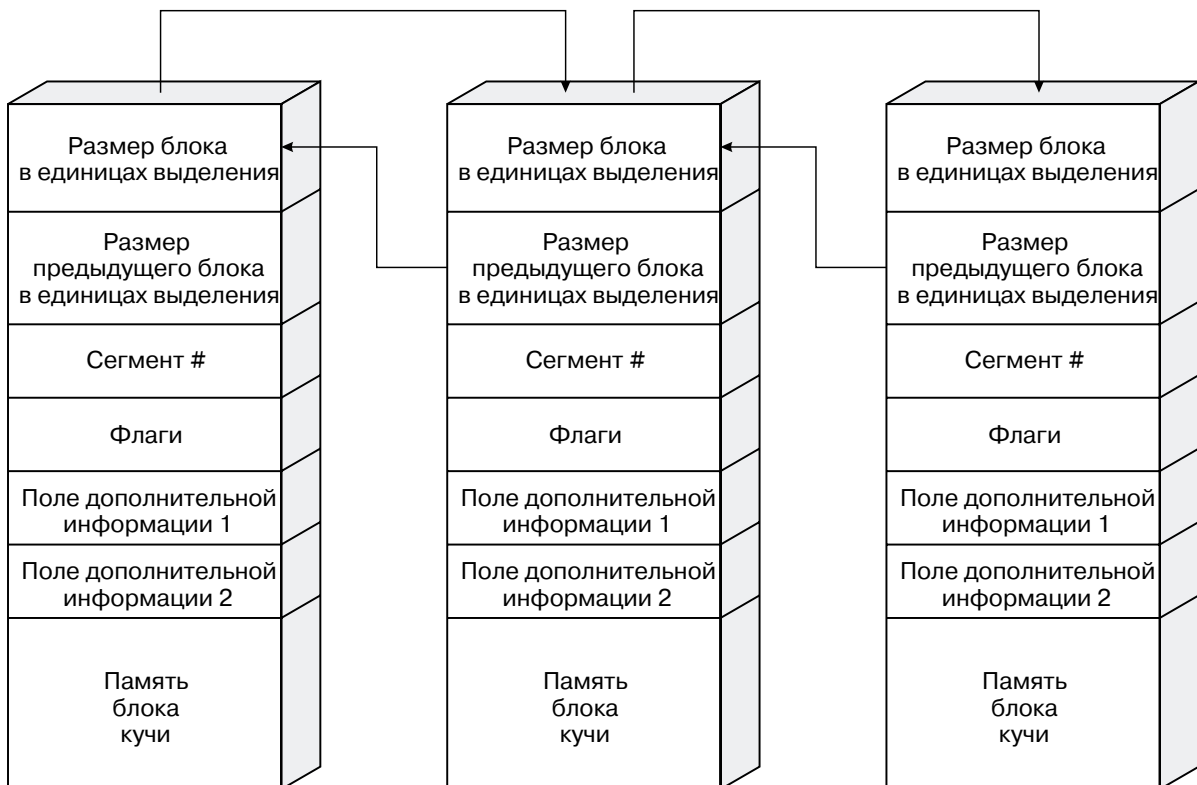 Размер блока
в единицах выделения
Размер
предыдущего блока
в единицах выделения
Сегмент #
Флаги
Поле дополнительной
информации 1
Поле дополнительной
информации 2
Память
блока
кучи
Размер блока
в единицах выделения
Размер
предыдущего блока
в единицах выделения
Сегмент #
Флаги
Поле дополнительной
информации 1
Поле дополнительной
информации 2
Память
блока
кучи
Размер блока
в единицах выделения
Размер
предыдущего блока
в единицах выделения
Сегмент #
Флаги
Поле дополнительной
информации 1
Поле дополнительной
информации 2
Память
блока
кучи